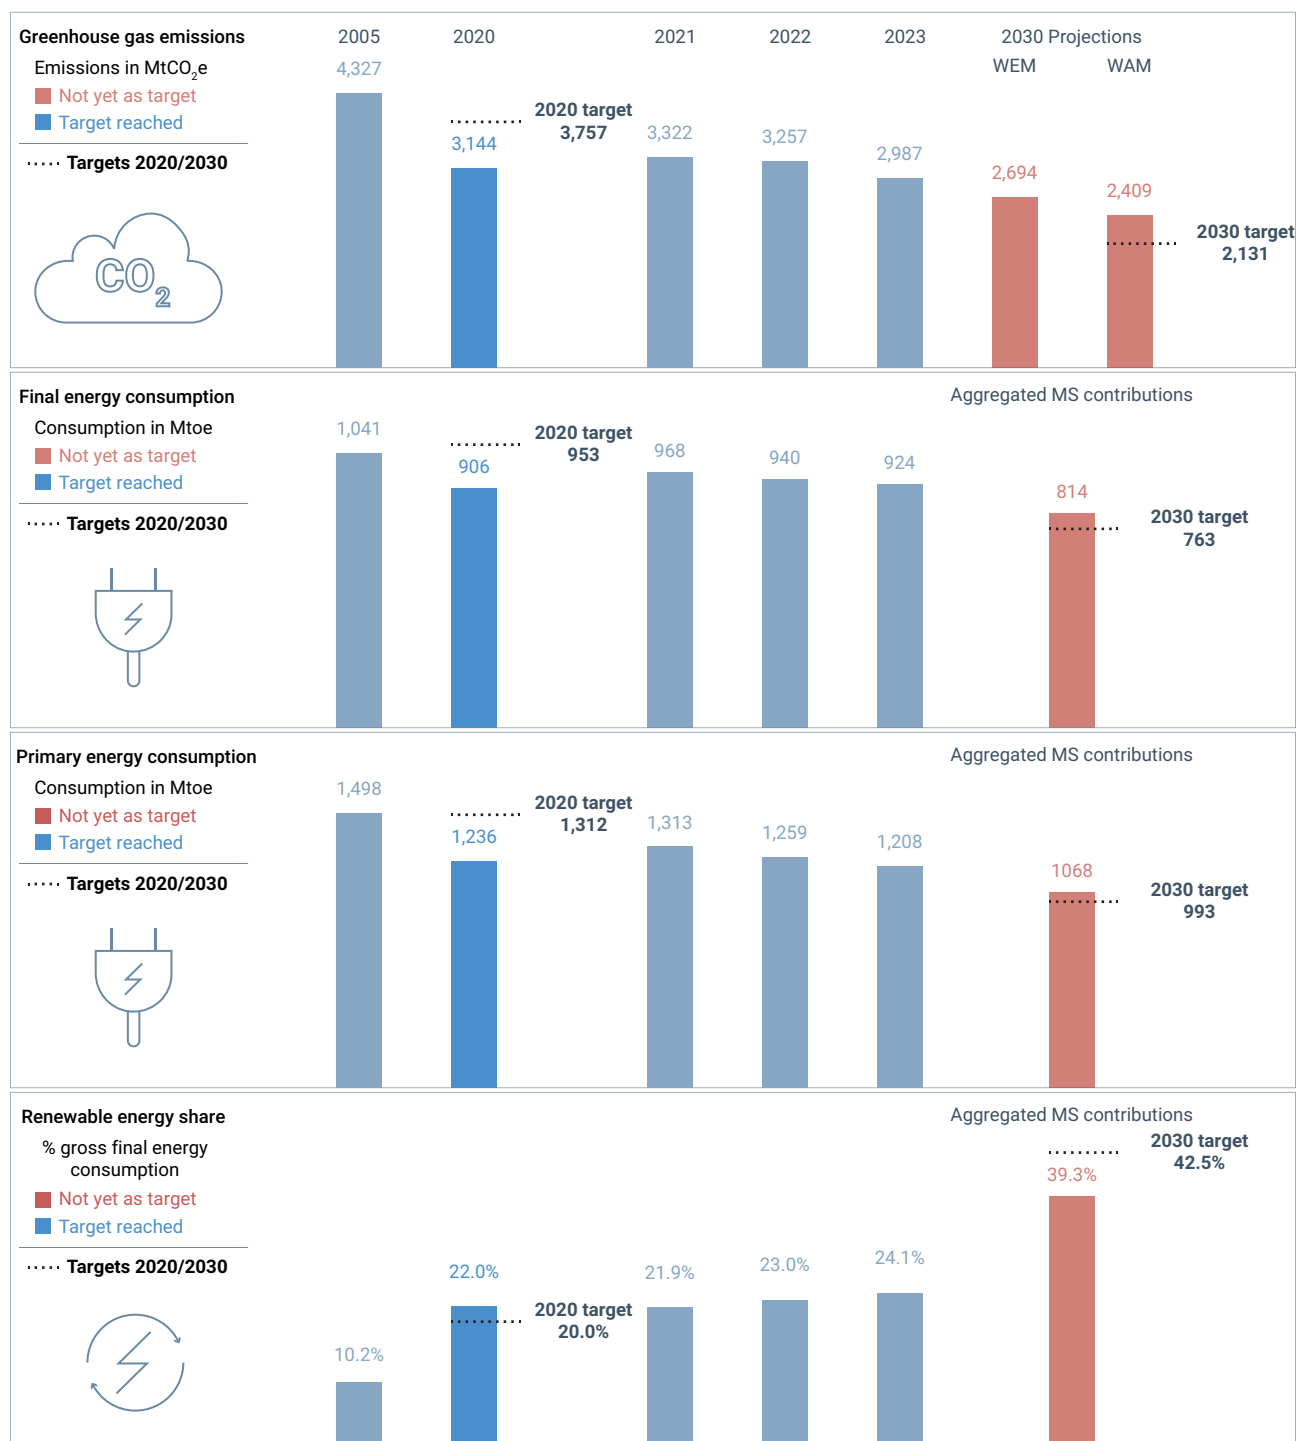 Greenhouse gas emissions
2005
2020
2021
2022
2023
2030 Projections
Emissions in MtCO2e
WEM
WAM
Not yet as target
Target reached
Targets 2020/2030
4,327
3,144
2020 target
3,757
3,322
3,257
2,987
2,694
2,409
2030 target
2,131
CO2
Final energy consumption
Aggregated MS contributions
Consumption in Mtoe
Not yet as target
Target reached
Targets 2020/2030
1,041
906
2020 target
953
968
940
924
814
2030 target
763
Primary energy consumption
Aggregated MS contributions
Consumption in Mtoe
Not yet as target
Target reached
Targets 2020/2030
1,498
1,236
2020 target
1,312
1,313
1,259
1,208
1068
2030 target
993
Renewable energy share
Aggregated MS contributions
% gross final energy
consumption
Not yet as target
Target reached
Targets 2020/2030
10.2%
22.0%
2020 target
20.0%
21.9%
23.0%
24.1%
39.3%
2030 target
42.5%